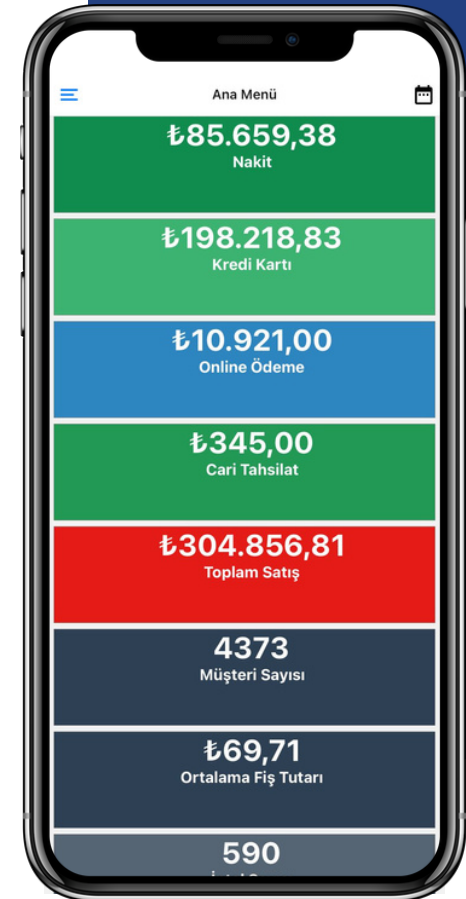 Ana Menü
₺85.659,38
Nakit
₺198.218,83
Kredi Kartı
₺10.921,00
Online Ödeme
₺345,00
Cari Tahsilat
₺304.856,81
Toplam Satış
4373
Müşteri Sayısı
₺69,71
Ortalama Fiş Tutarı
590